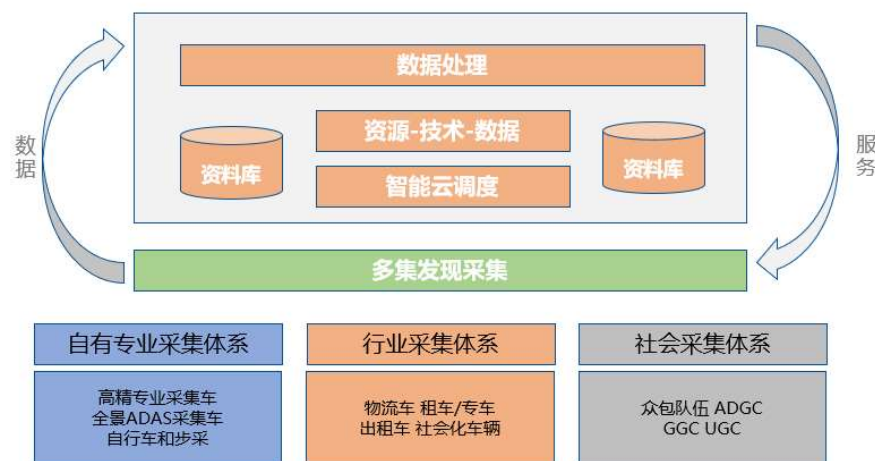 数据处理
数据
服务
资源-技术-数据
资料库
资料库
智能云调度
多集发现采集
自有专业采集体系
行业采集体系
社会采集体系
高精专业采集车
全景ADAS采集车
自行车和步采
物流车 租车/专车
出租车 社会化车辆
众包队伍 ADGC
GGC UGC